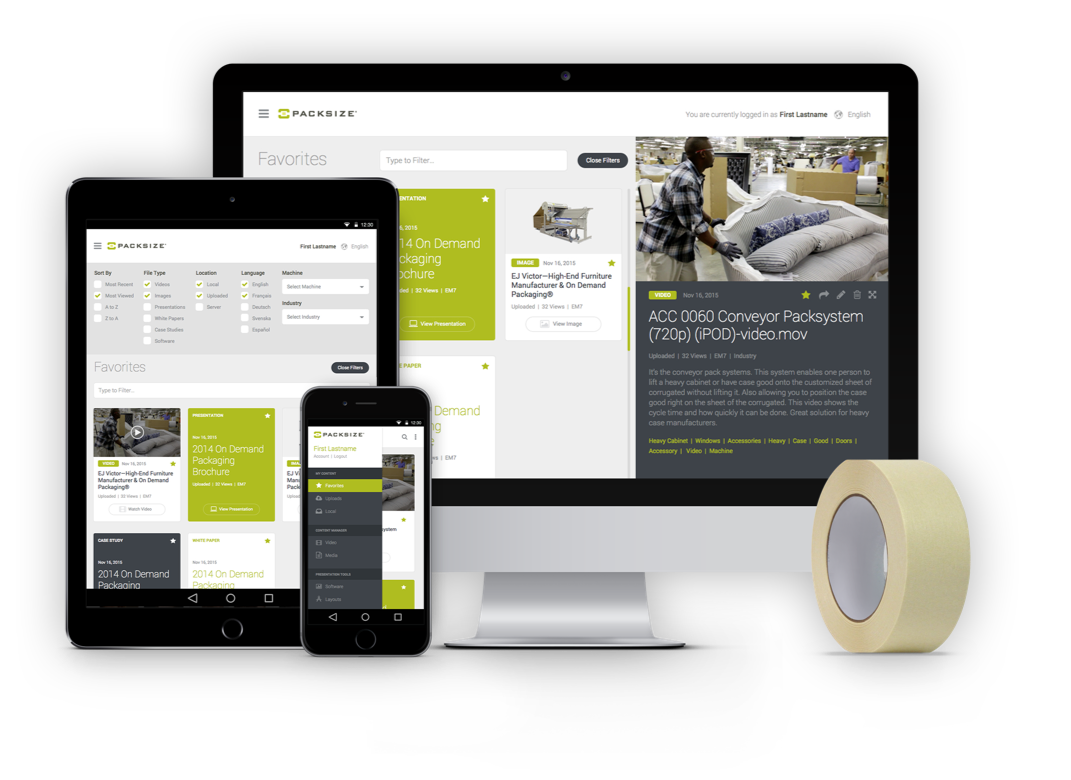 PACKSIZE
You are currently logged in as First Lastname English
Favorites
Type to Filter...
Close Filters
ENTATION
, 2015
14 On Demand
ckaging
ochure
ded | 32 Views | EM7
View Presentation
E PAPER
4 On Demand
IMAGE Nov 16, 2015
EJ Victor—High-End Furniture
Manufacturer & On Demand
Packaging®
Uploaded | 32 Views | EM7
View Image
VIDEO Nov 16, 2015
ACC 0060 Conveyor Packsystem
(720p) (iPOD)-video.mov
Uploaded | 32 Views | EM7 | Industry
It's the conveyor pack systems. This system enables one person to
lift a heavy cabinet or have case good onto the customized sheet of
corrugated without lifting it. Also allowing you to position the case
good right on the sheet of the corrugated. This video shows the
cycle time and how quickly it can be done. Great solution for heavy
case manufacturers.
Heavy Cabinet | Windows | Accessories | Heavy | Case | Good | Doors |
Accessory | Video | Machine
12:00
PACKSIZE
First Lastname English
Sort By
Most Recent
Most Viewed
A to Z
Z to A
File Type
Videos
Images
Presentations
White Papers
Case Studies
Software
Location
Local
Uploaded
Server
Language
English
Français
Deutsch
Svenska
Español
Machine
Select Machine
Industry
Select Industry
Favorites
Close Filters
Type to Filter...
VIDEO Nov 16, 2015
EJ Victor—High-End Furniture
Manufacturer & On Demand
Packaging®
Uploaded | 32 Views | EM7
Watch Video
PRESENTATION
Nov 16, 2015
2014 On Demand
Packaging
Brochure
Uploaded | 32 Views | EM7
View Presentation
CASE STUDY
Nov 16, 2015
2014 On Demand
Packaging
WHITE PAPER
Nov 16, 2015
2014 On Demand
Packaging
12:00
PACKSIZE
First Lastname
Account | Logout
MY CONTENT
Favorites
Uploads
Local
CONTENT MANAGER
Video
Media
PRESENTATION TOOLS
Software
Layouts